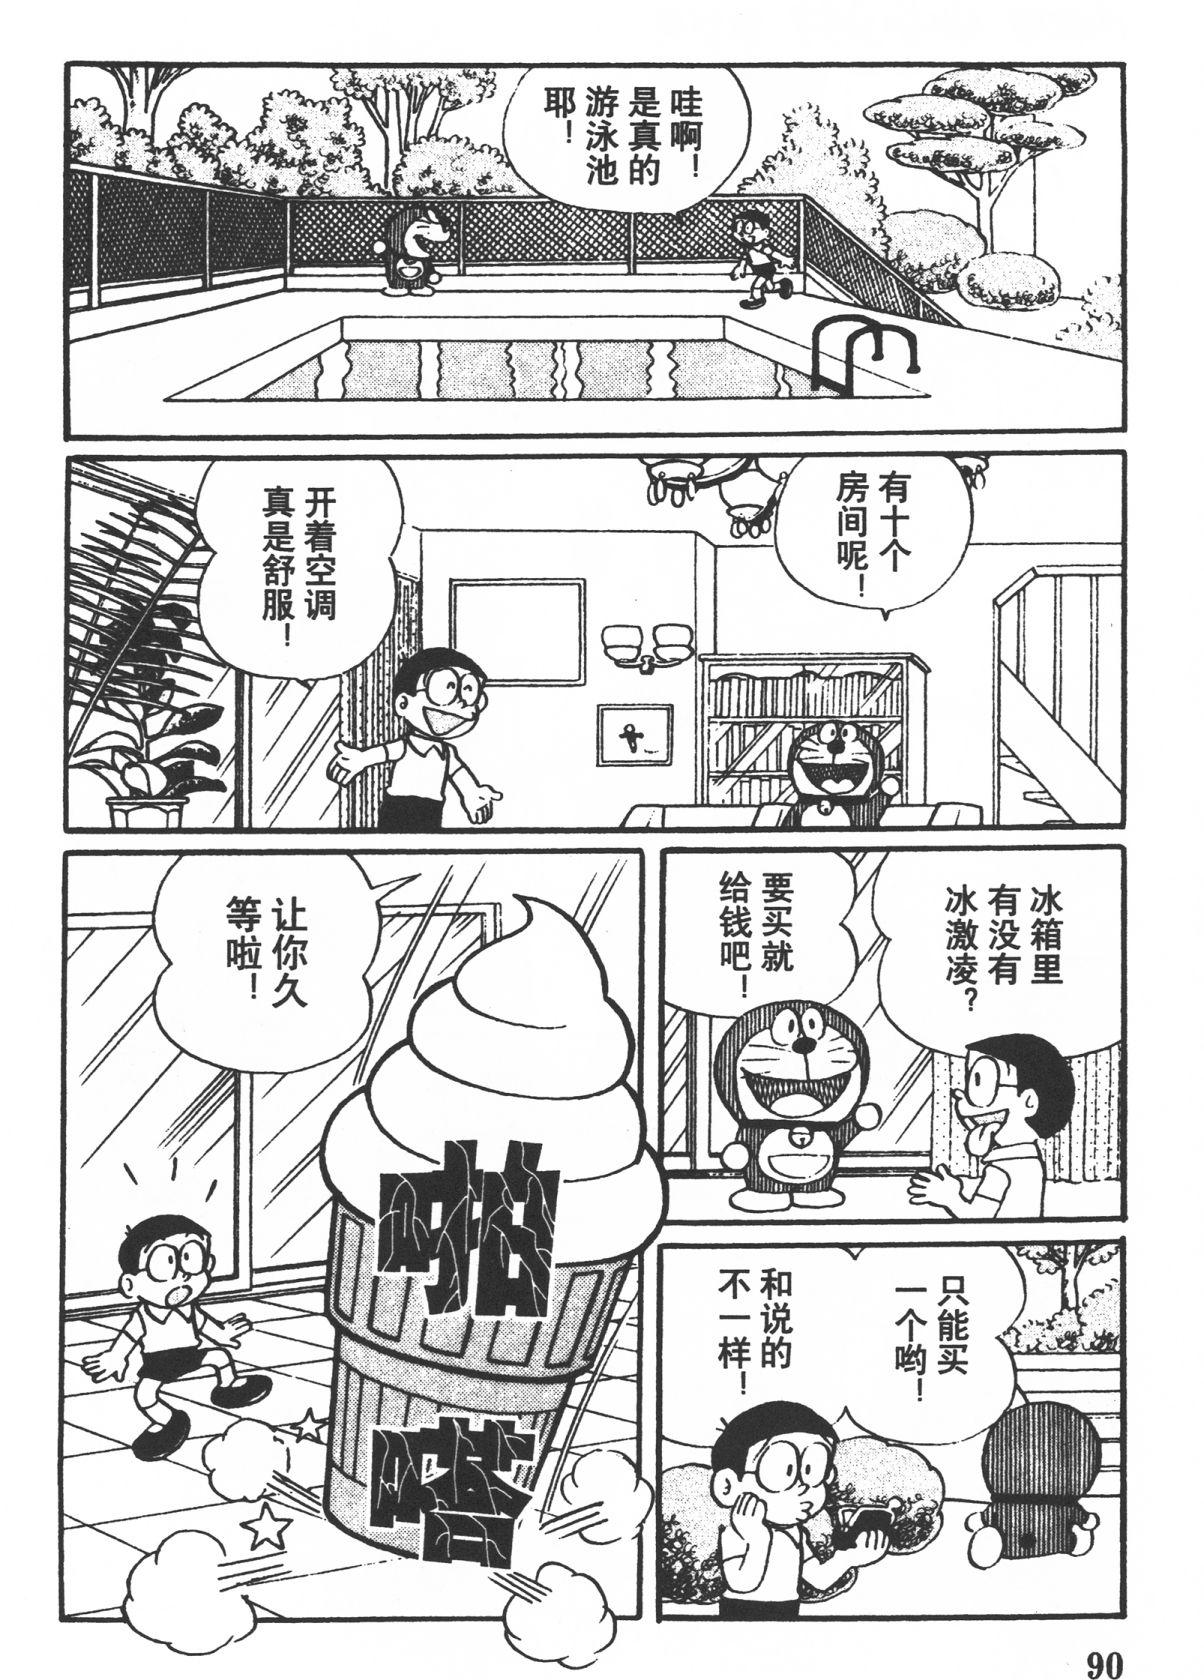 哇啊！
是真的
游泳池
耶！
有十个
房间呢！
开着空调
真是舒服！
冰箱里
有没有
冰激凌？
要买就
给钱吧！
只能买
一个哟！
和说的
不一样！
让你久
等啦！
啪
嗒
90